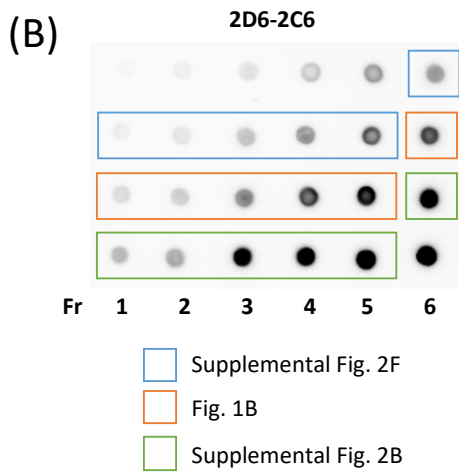 (B)
2D6-2C6
Fr 1 2 3 4 5 6
Supplemental Fig. 2F
Fig. 1B
Supplemental Fig. 2B